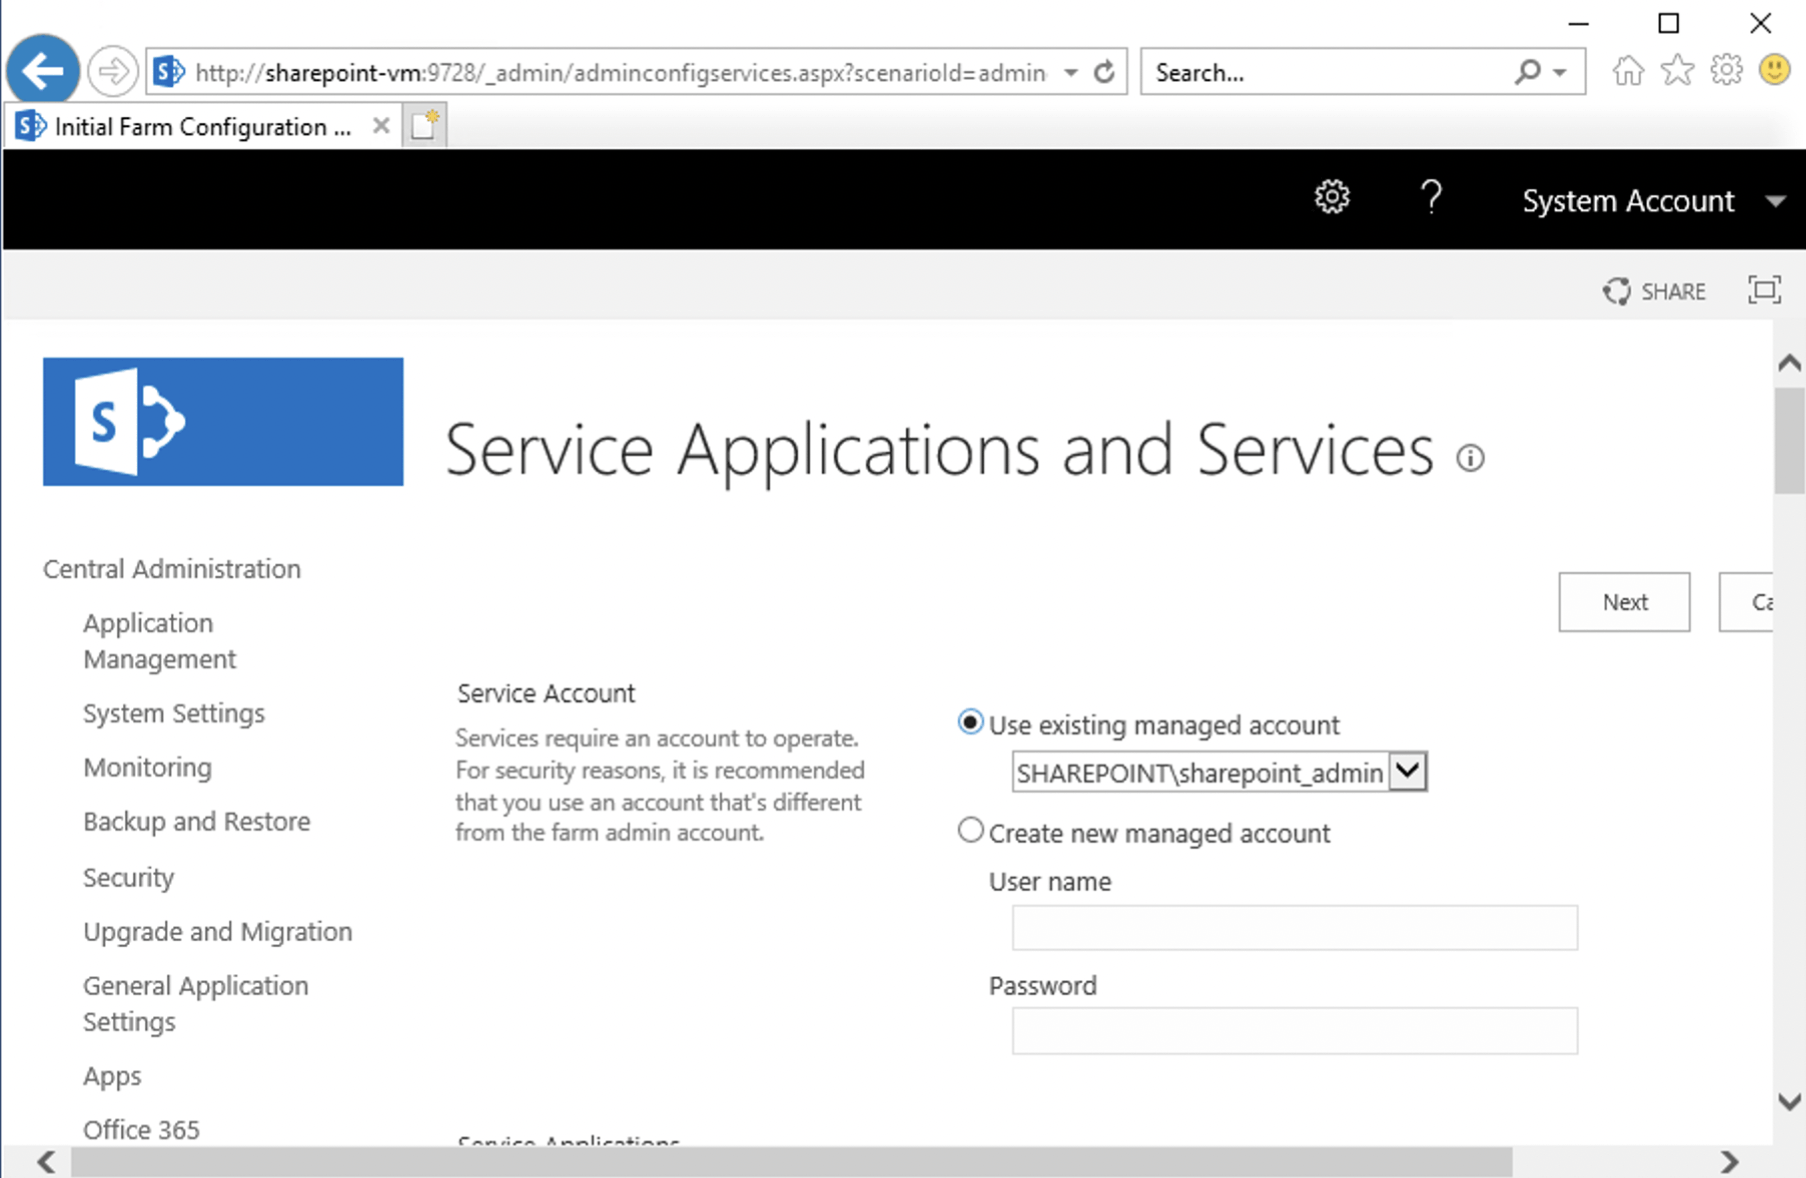 http://sharepoint-vm:9728/_admin/adminconfigservices.aspx?scenarioId=admin
Search...
Initial Farm Configuration ...
System Account
SHARE
S
Service Applications and Services
Central Administration
Application
Management
System Settings
Monitoring
Backup and Restore
Security
Upgrade and Migration
General Application
Settings
Apps
Office 365
Next
Ca
Service Account
Services require an account to operate.
For security reasons, it is recommended
that you use an account that's different
from the farm admin account.
Use existing managed account
SHAREPOINT\sharepoint_admin
Create new managed account
User name
Password
Service Applications